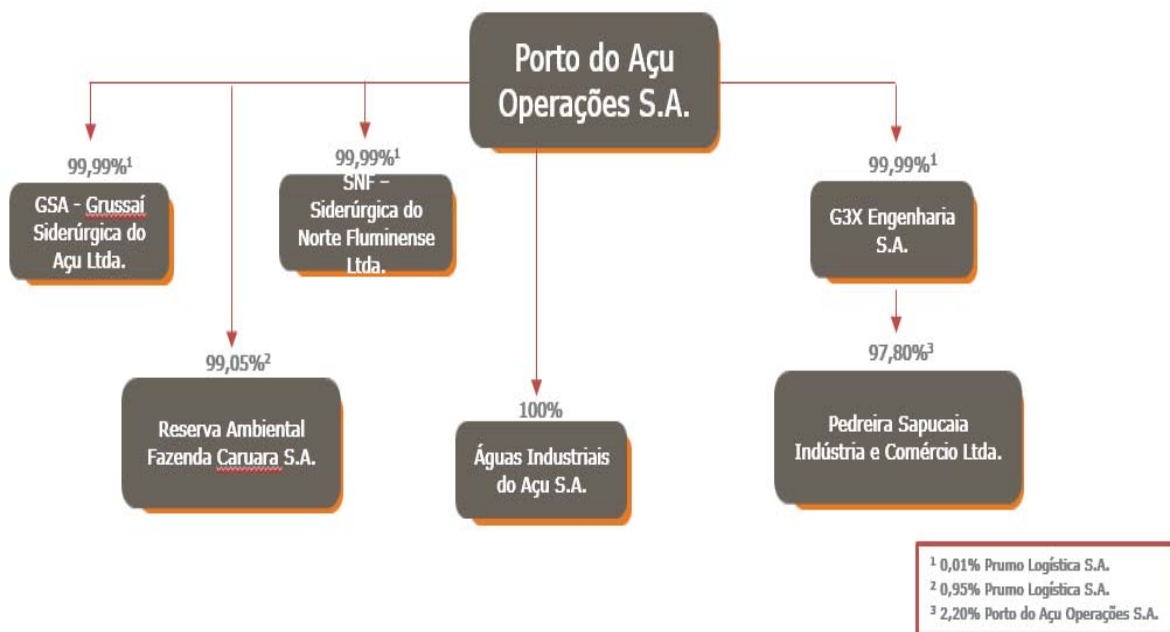 Porto do Açu
Operações S.A.
99,99%¹
GSA - Grussaí
Siderúrgica do
Açu Ltda.
99,99%¹
SNF –
Siderúrgica do
Norte Fluminense
Ltda.
99,99%¹
G3X Engenharia
S.A.
99,05%²
Reserva Ambiental
Fazenda Caruara S.A.
100%
Águas Industriais
do Açu S.A.
97,80%³
Pedreira Sapucaia
Indústria e Comércio Ltda.
¹ 0,01% Prumo Logística S.A.
² 0,95% Prumo Logística S.A.
³ 2,20% Porto do Açu Operações S.A.